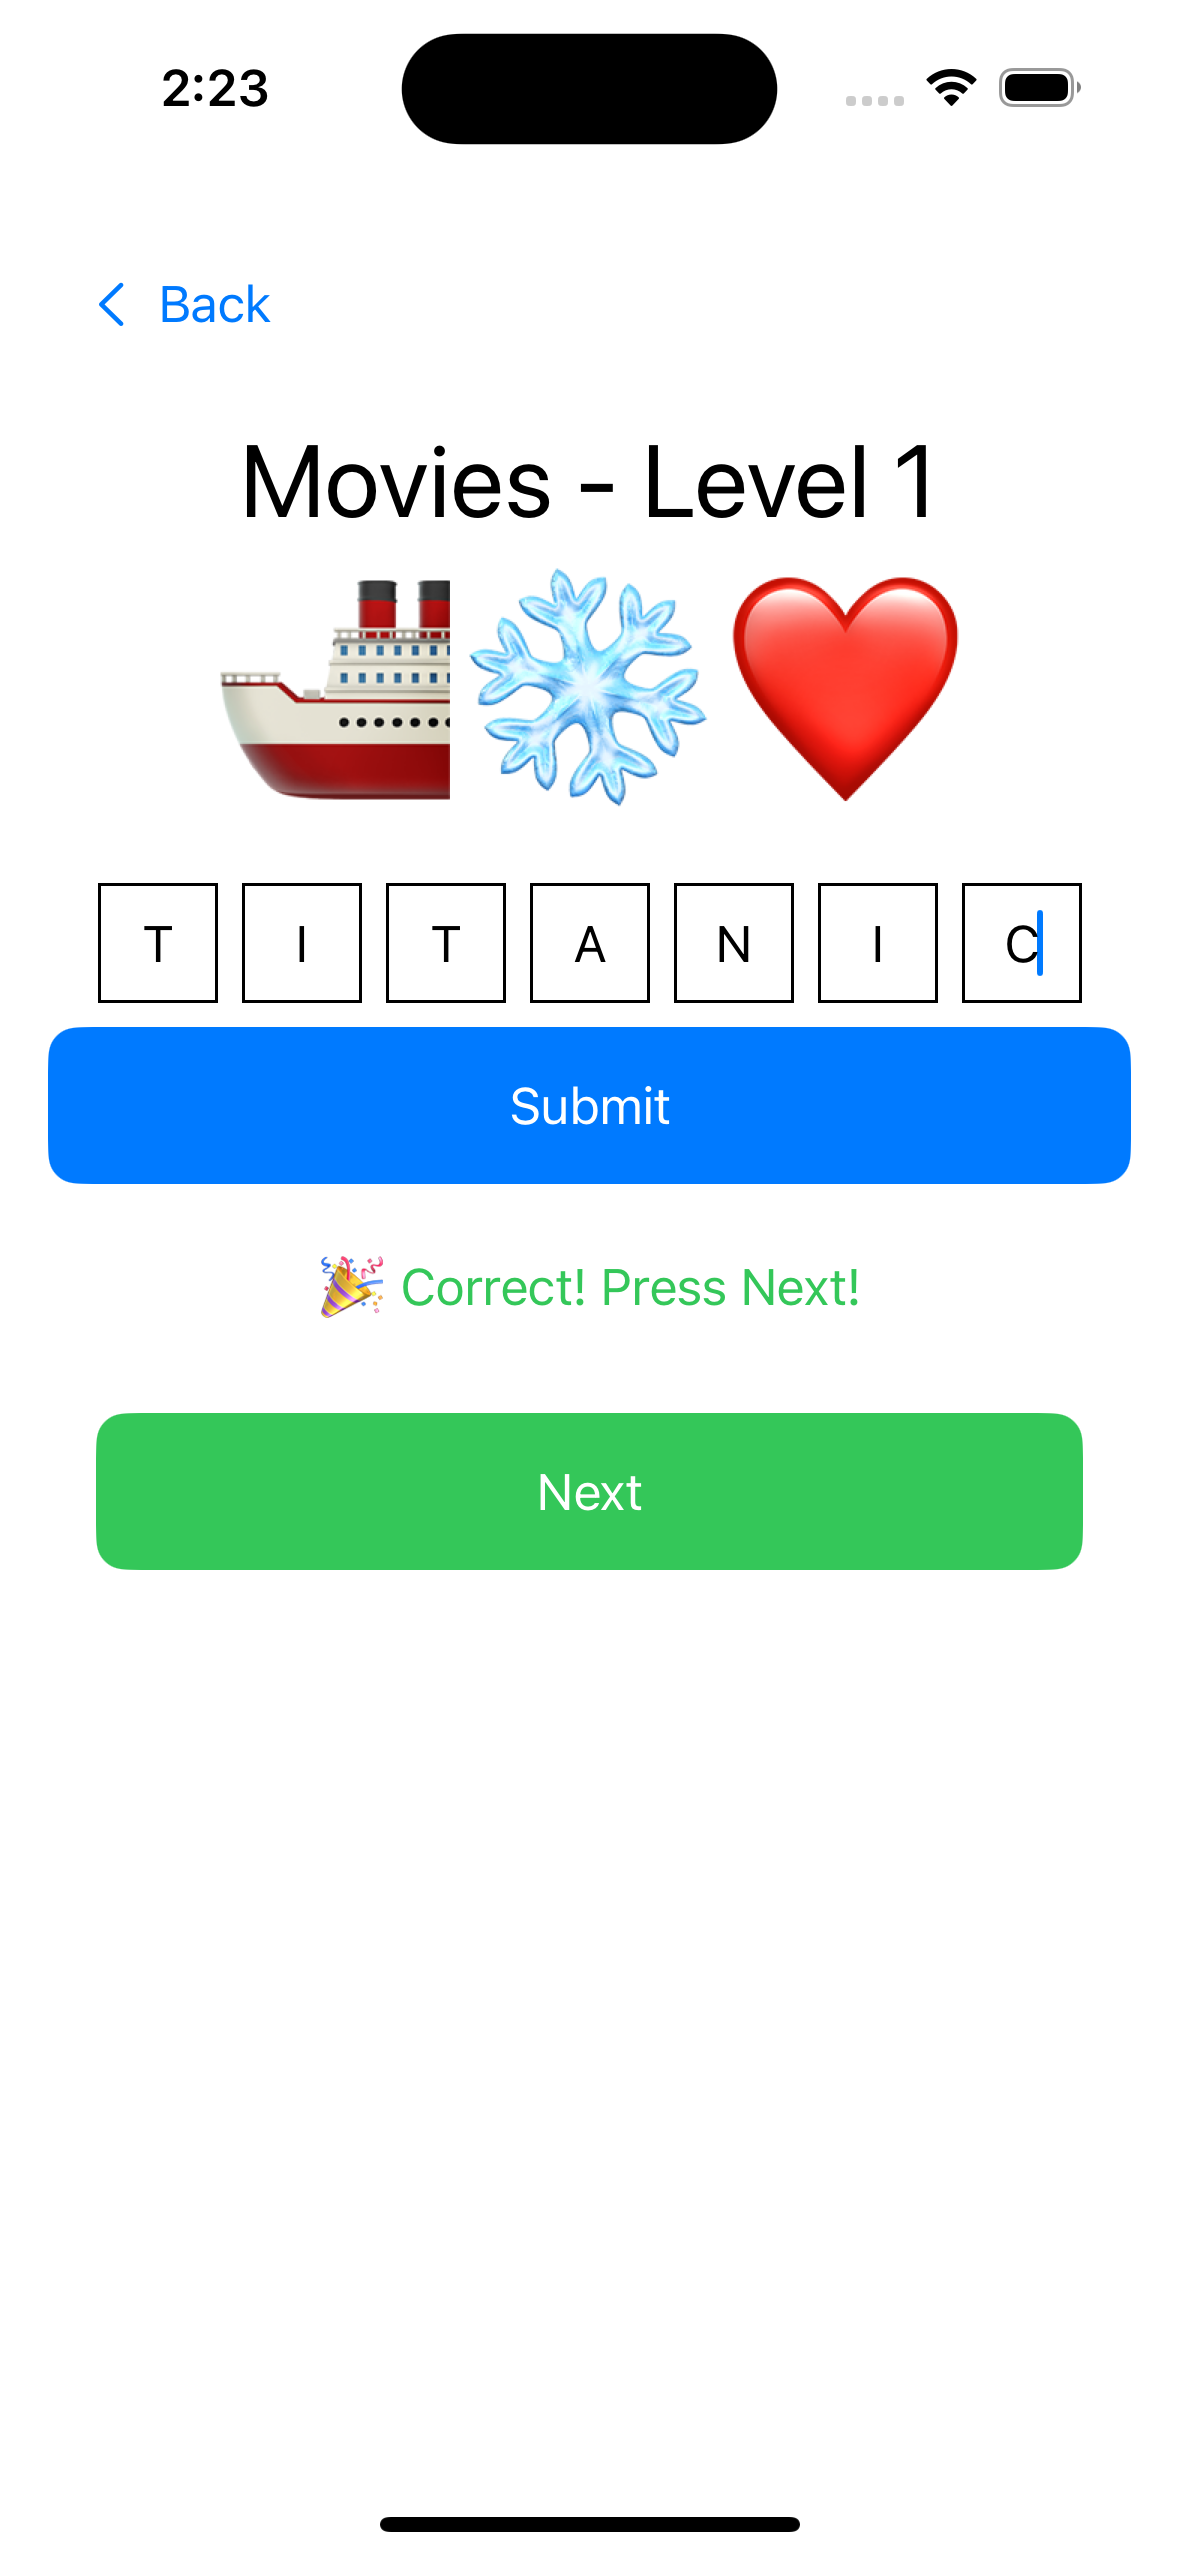 2:23
Back
Movies - Level 1
T I T A N I C
Submit
Correct! Press Next!
Next